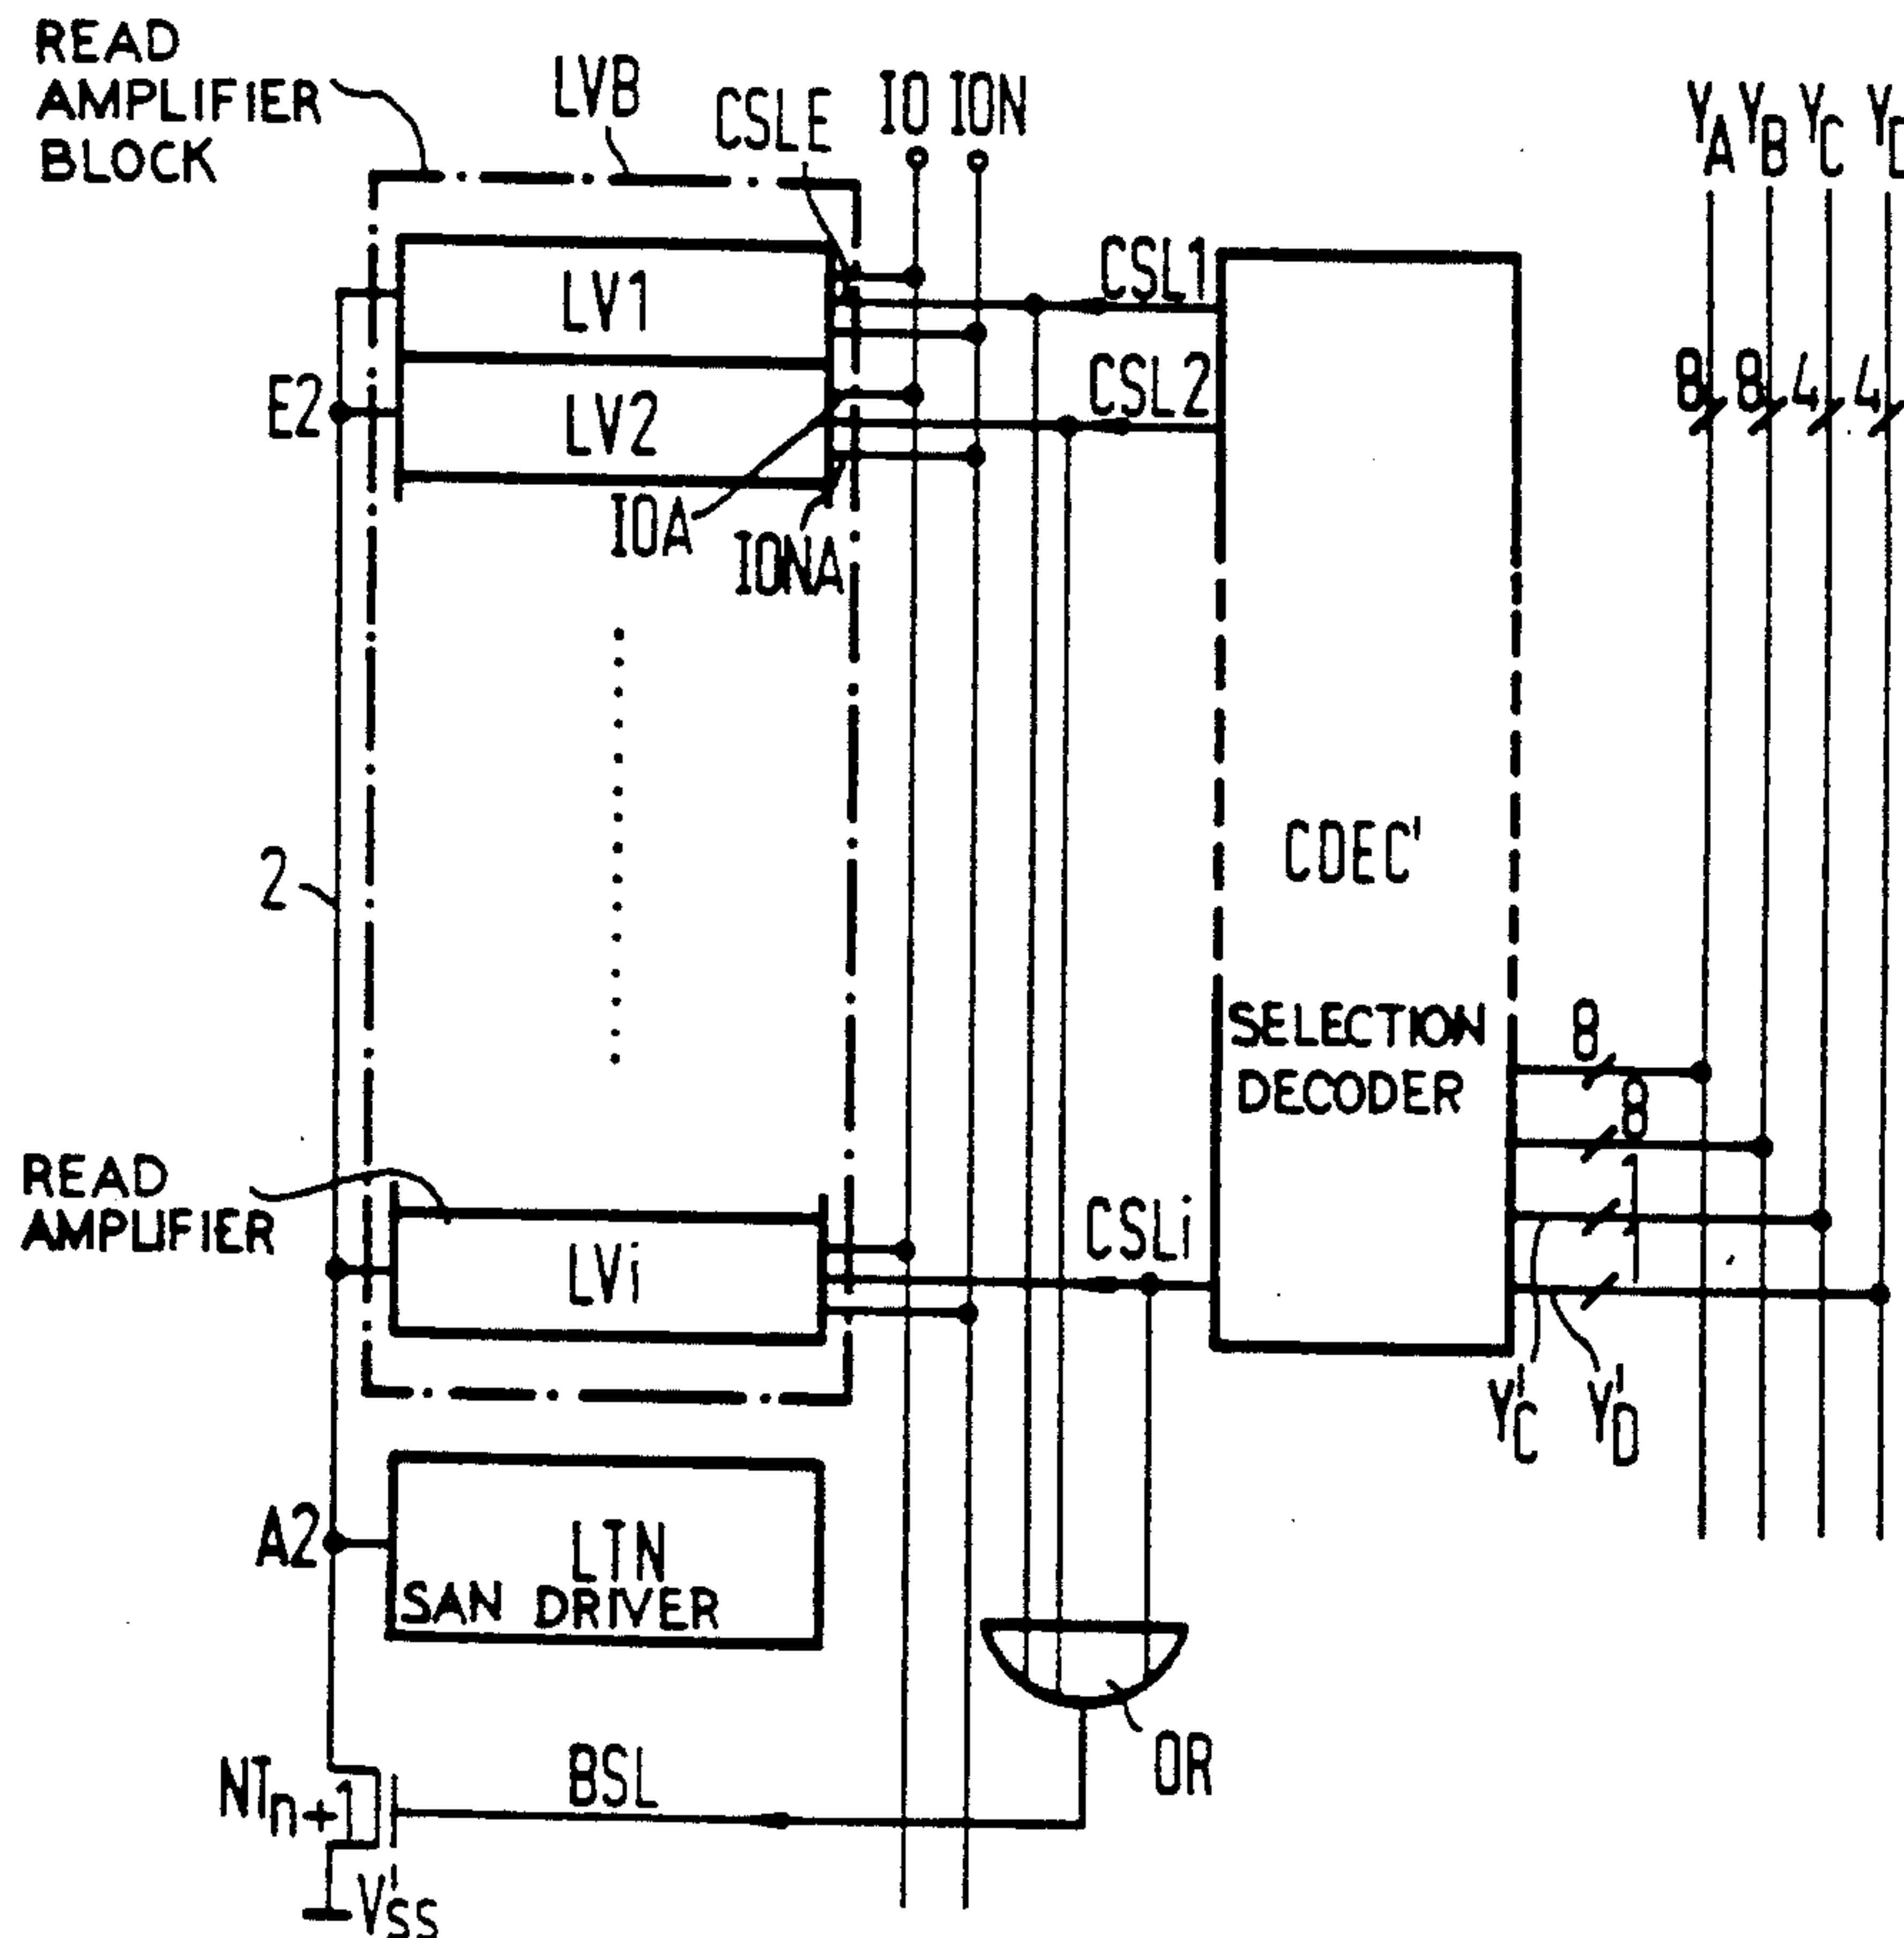 READ
AMPLIFIER
BLOCK
LVB
CSLE
IO
ION
YA
YB
YC
YD
LV1
CSL1
E2
LV2
CSL2
8
8
4
4
IOA
IONA
2
CDEC'
SELECTION
DECODER
8
8
1
1
READ
AMPLIFIER
LVi
CSLi
Y'C
Y'D
A2
LTN
SAN DRIVER
OR
NTn+1
BSL
V'SS